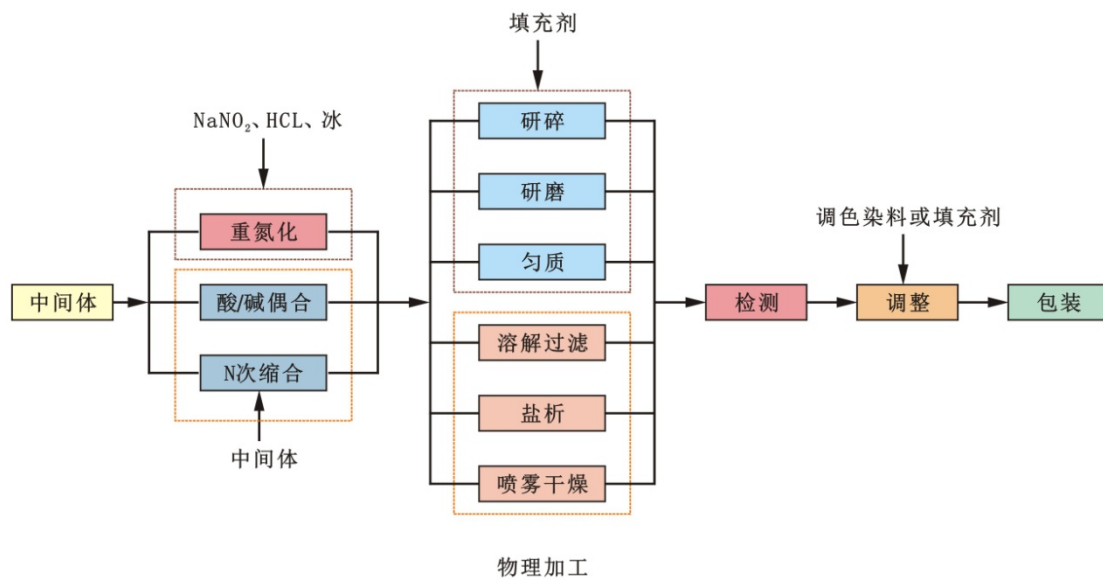 填充剂
NaNO₂、HCL、冰
研碎
研磨
匀质
重氮化
酸/碱偶合
N次缩合
中间体
中间体
溶解过滤
盐析
喷雾干燥
检测
调色染料或填充剂
调整
包装
物理加工